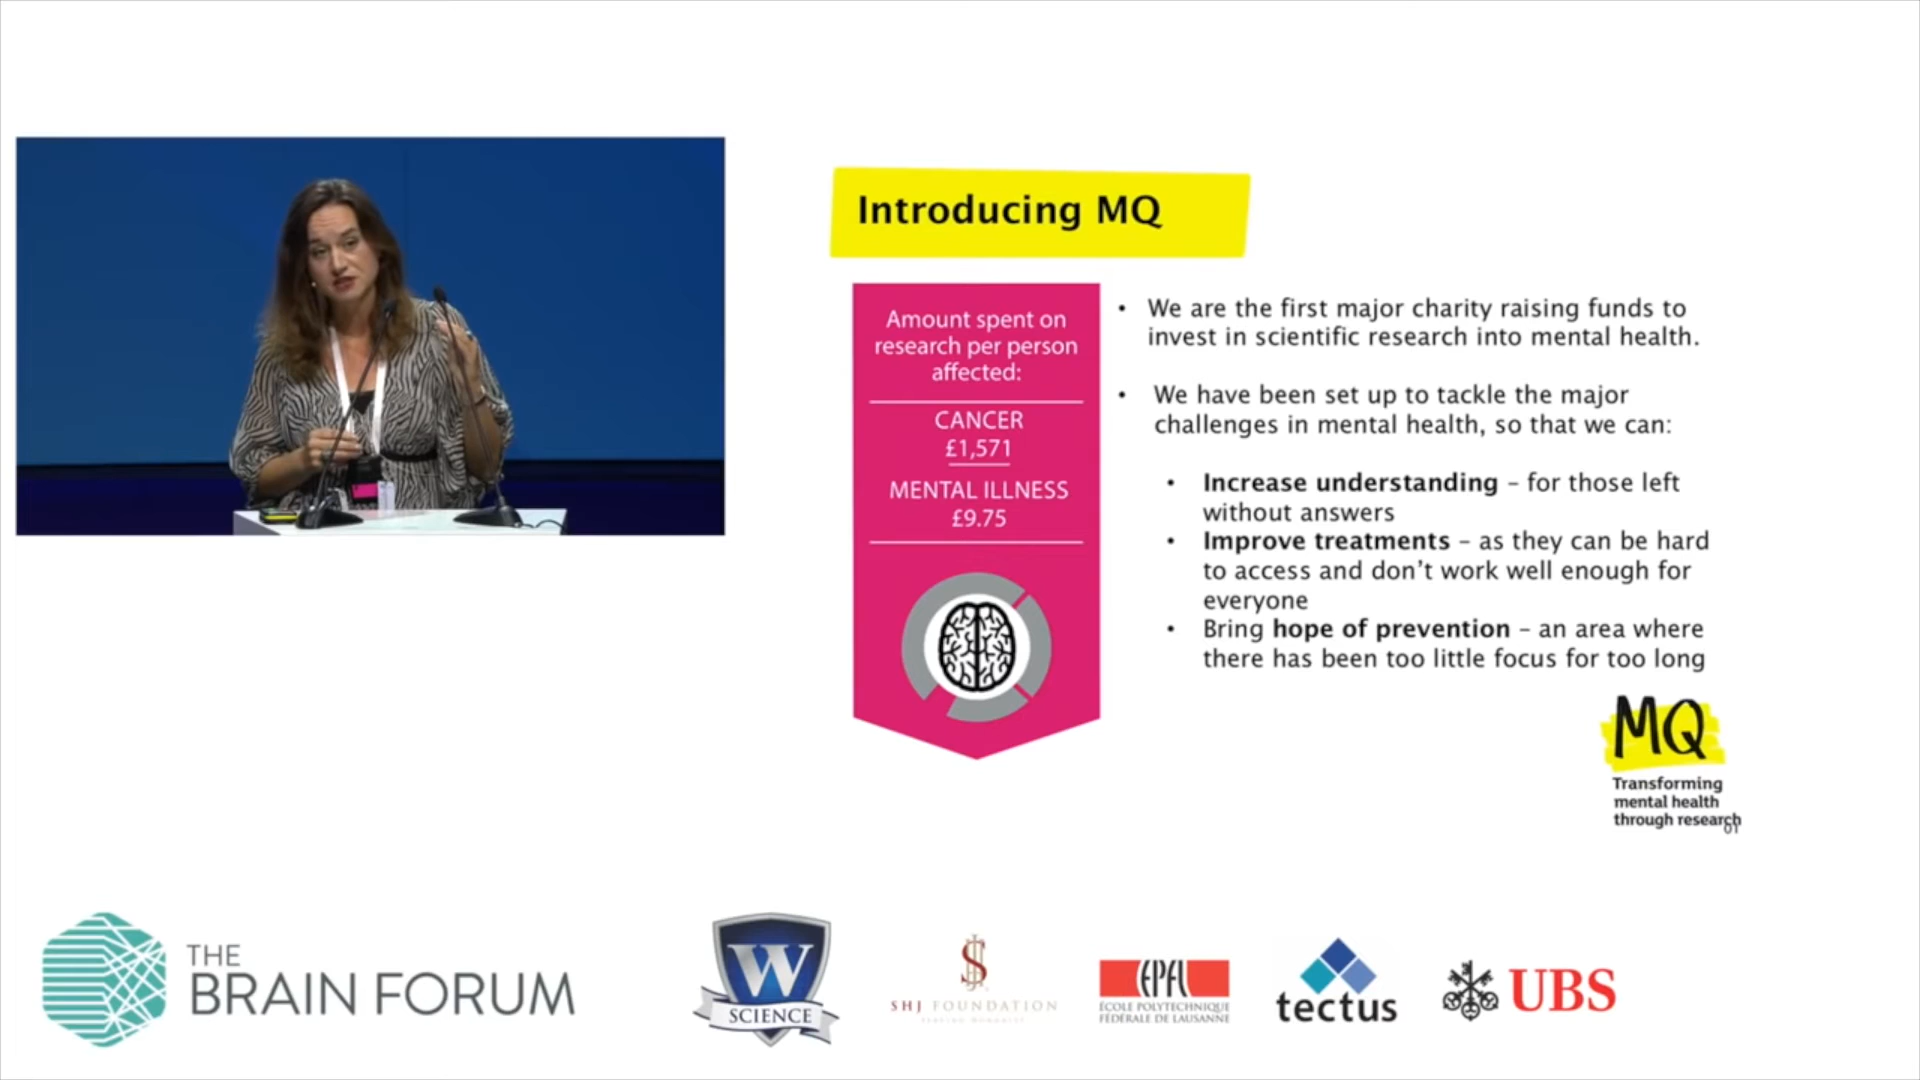 Introducing MQ
Amount spent on
research per person
affected:
CANCER
£1,571
MENTAL ILLNESS
£9.75
• We are the first major charity raising funds to
invest in scientific research into mental health.
• We have been set up to tackle the major
challenges in mental health, so that we can:
• Increase understanding – for those left
without answers
• Improve treatments – as they can be hard
to access and don't work well enough for
everyone
• Bring hope of prevention – an area where
there has been too little focus for too long
MQ
Transforming
mental health
through research
01
THE
BRAIN FORUM
W
SCIENCE
SHJ FOUNDATION
EPFL
ÉCOLE POLYTECHNIQUE
FÉDÉRALE DE LAUSANNE
tectus
UBS